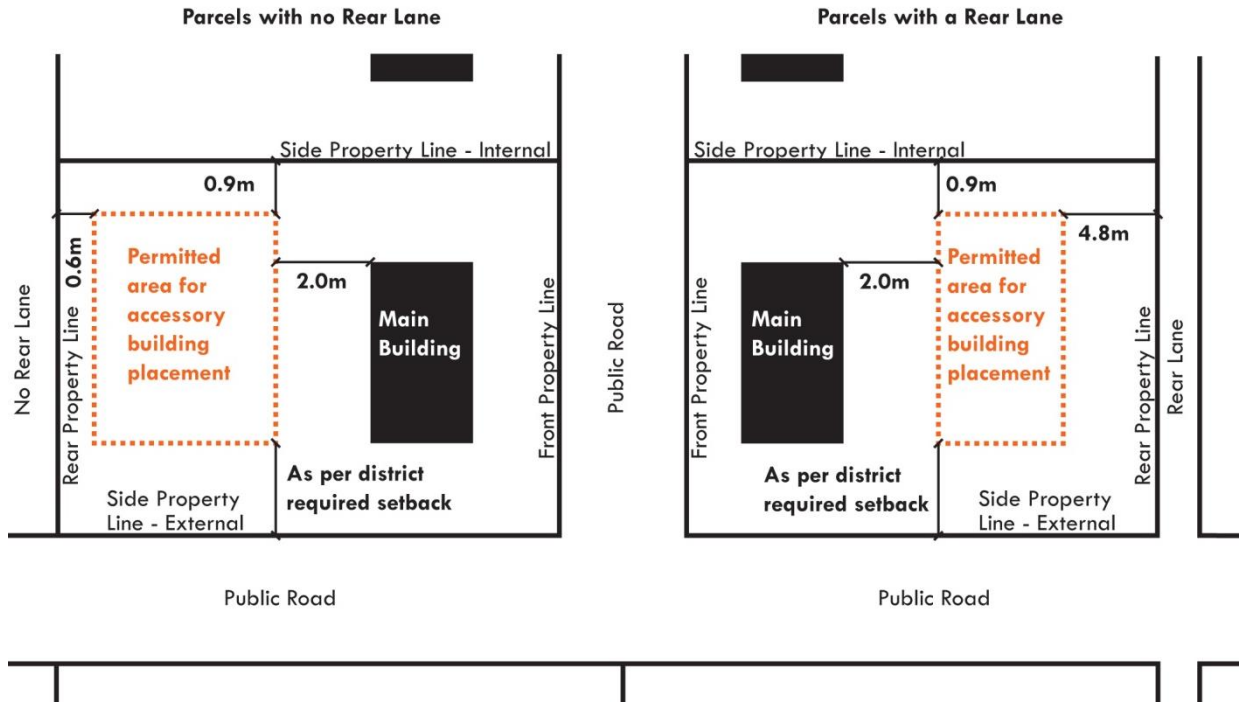 Parcels with no Rear Lane
Side Property Line - Internal
0.9m
0.6m
Permitted
area for
accessory
building
placement
2.0m
Main
Building
No Rear Lane
Rear Property Line
Front Property Line
As per district
required setback
Side Property
Line - External
Public Road
Public Road
Parcels with a Rear Lane
Side Property Line - Internal
0.9m
4.8m
Permitted
area for
accessory
building
placement
2.0m
Main
Building
Front Property Line
Rear Property Line
Rear Lane
As per district
required setback
Side Property
Line - External
Public Road